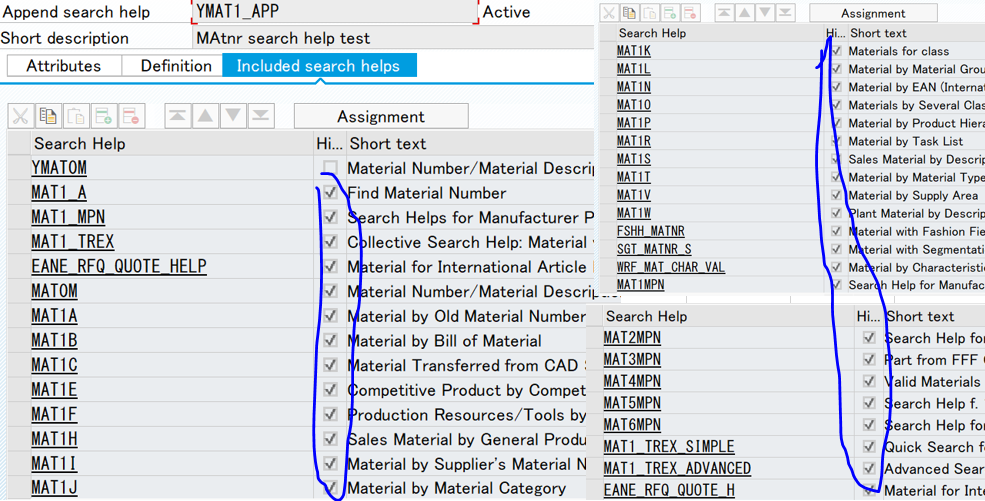 Append search help YMAT1_APP Active
Short description MAtnr search help test
Attributes Definition Included search helps
Assignment
Search Help Hi... Short text
YMATOM Material Number/Material Descrip
MAT1_A Find Material Number
MAT1_MPN Search Helps for Manufacturer P
MAT1_TREX Collective Search Help: Material
EANE_RFQ_QUOTE_HELP Material for International Article
MATOM Material Number/Material Descript
MAT1A Material by Old Material Number
MAT1B Material by Bill of Material
MAT1C Material Transferred from CAD S
MAT1E Competitive Product by Compet
MAT1F Production Resources/Tools by
MAT1H Sales Material by General Produ
MAT1I Material by Supplier's Material N
MAT1J Material by Material Category
Assignment
Search Help Hi... Short text
MAT1K Materials for class
MAT1L Material by Material Grou
MAT1N Material by EAN (Internat
MAT1O Materials by Several Clas
MAT1P Material by Product Hiera
MAT1R Material by Task List
MAT1S Sales Material by Descrip
MAT1T Material by Material Type
MAT1V Material by Supply Area
MAT1W Plant Material by Descrip
FSHH_MATNR Material with Fashion Fie
SGT_MATNR_S Material with Segmentati
WRF_MAT_CHAR_VAL Material by Characteristic
MAT1MPN Search Help for Manufac
Search Help Hi... Short text
MAT2MPN Search Help for
MAT3MPN Part from FFF
MAT4MPN Valid Materials
MAT5MPN Search Help f.
MAT6MPN Search Help for
MAT1_TREX_SIMPLE Quick Search fo
MAT1_TREX_ADVANCED Advanced Sear
EANE_RFQ_QUOTE_H Material for Inte